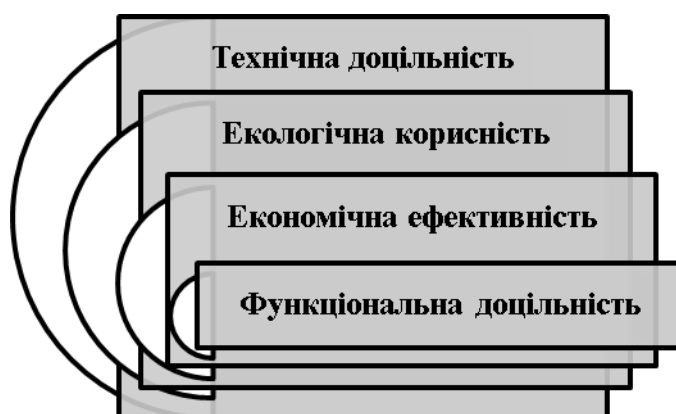 Технічна доцільність
Екологічна корисність
Економічна ефективність
Функціональна доцільність